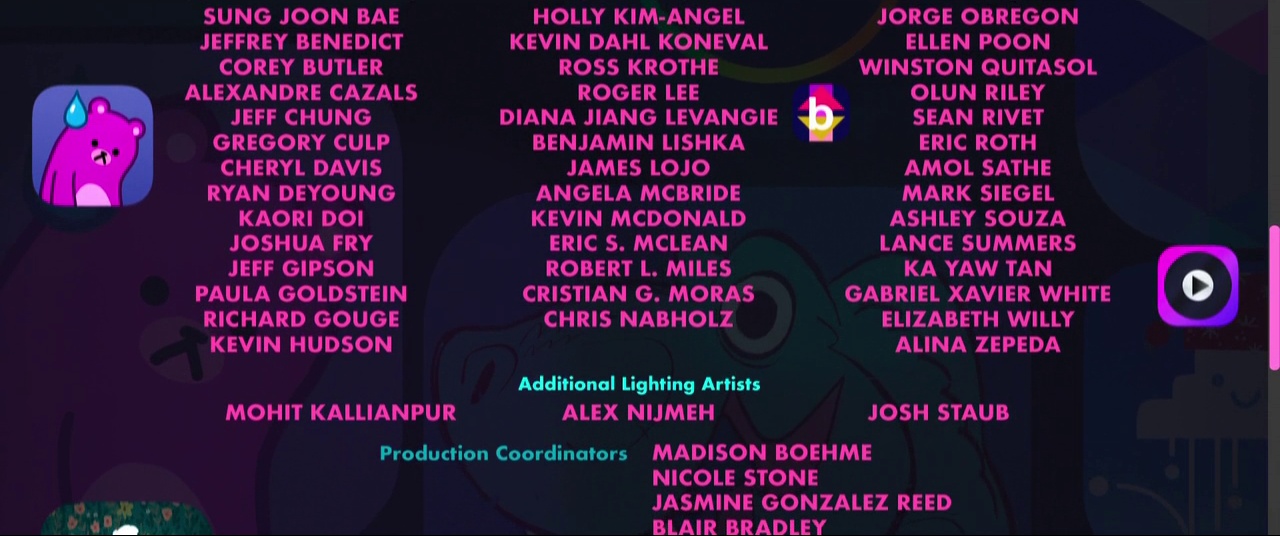 SUNG JOON BAE HOLLY KIM-ANGEL JORGE OBREGON
JEFFREY BENEDICT KEVIN DAHL KONEVAL ELLEN POON
COREY BUTLER ROSS KROTHE WINSTON QUITASOL
ALEXANDRE CAZALS ROGER LEE OLUN RILEY
JEFF CHUNG DIANA JIANG LEVANGIE b SEAN RIVET
GREGORY CULP BENJAMIN LISHKA ERIC ROTH
CHERYL DAVIS JAMES LOJO AMOL SATHE
RYAN DEYOUNG ANGELA MCBRIDE MARK SIEGEL
KAORI DOI KEVIN MCDONALD ASHLEY SOUZA
JOSHUA FRY ERIC S. MCLEAN LANCE SUMMERS
JEFF GIPSON ROBERT L. MILES KA YAW TAN
PAULA GOLDSTEIN CRISTIAN G. MORAS GABRIEL XAVIER WHITE
RICHARD GOUGE CHRIS NABHOLZ ELIZABETH WILLY
KEVIN HUDSON ALINA ZEPEDA
Additional Lighting Artists
MOHIT KALLIANPUR ALEX NIJMEH JOSH STAUB
Production Coordinators MADISON BOEHME
NICOLE STONE
JASMINE GONZALEZ REED
BLAIR BRADLEY